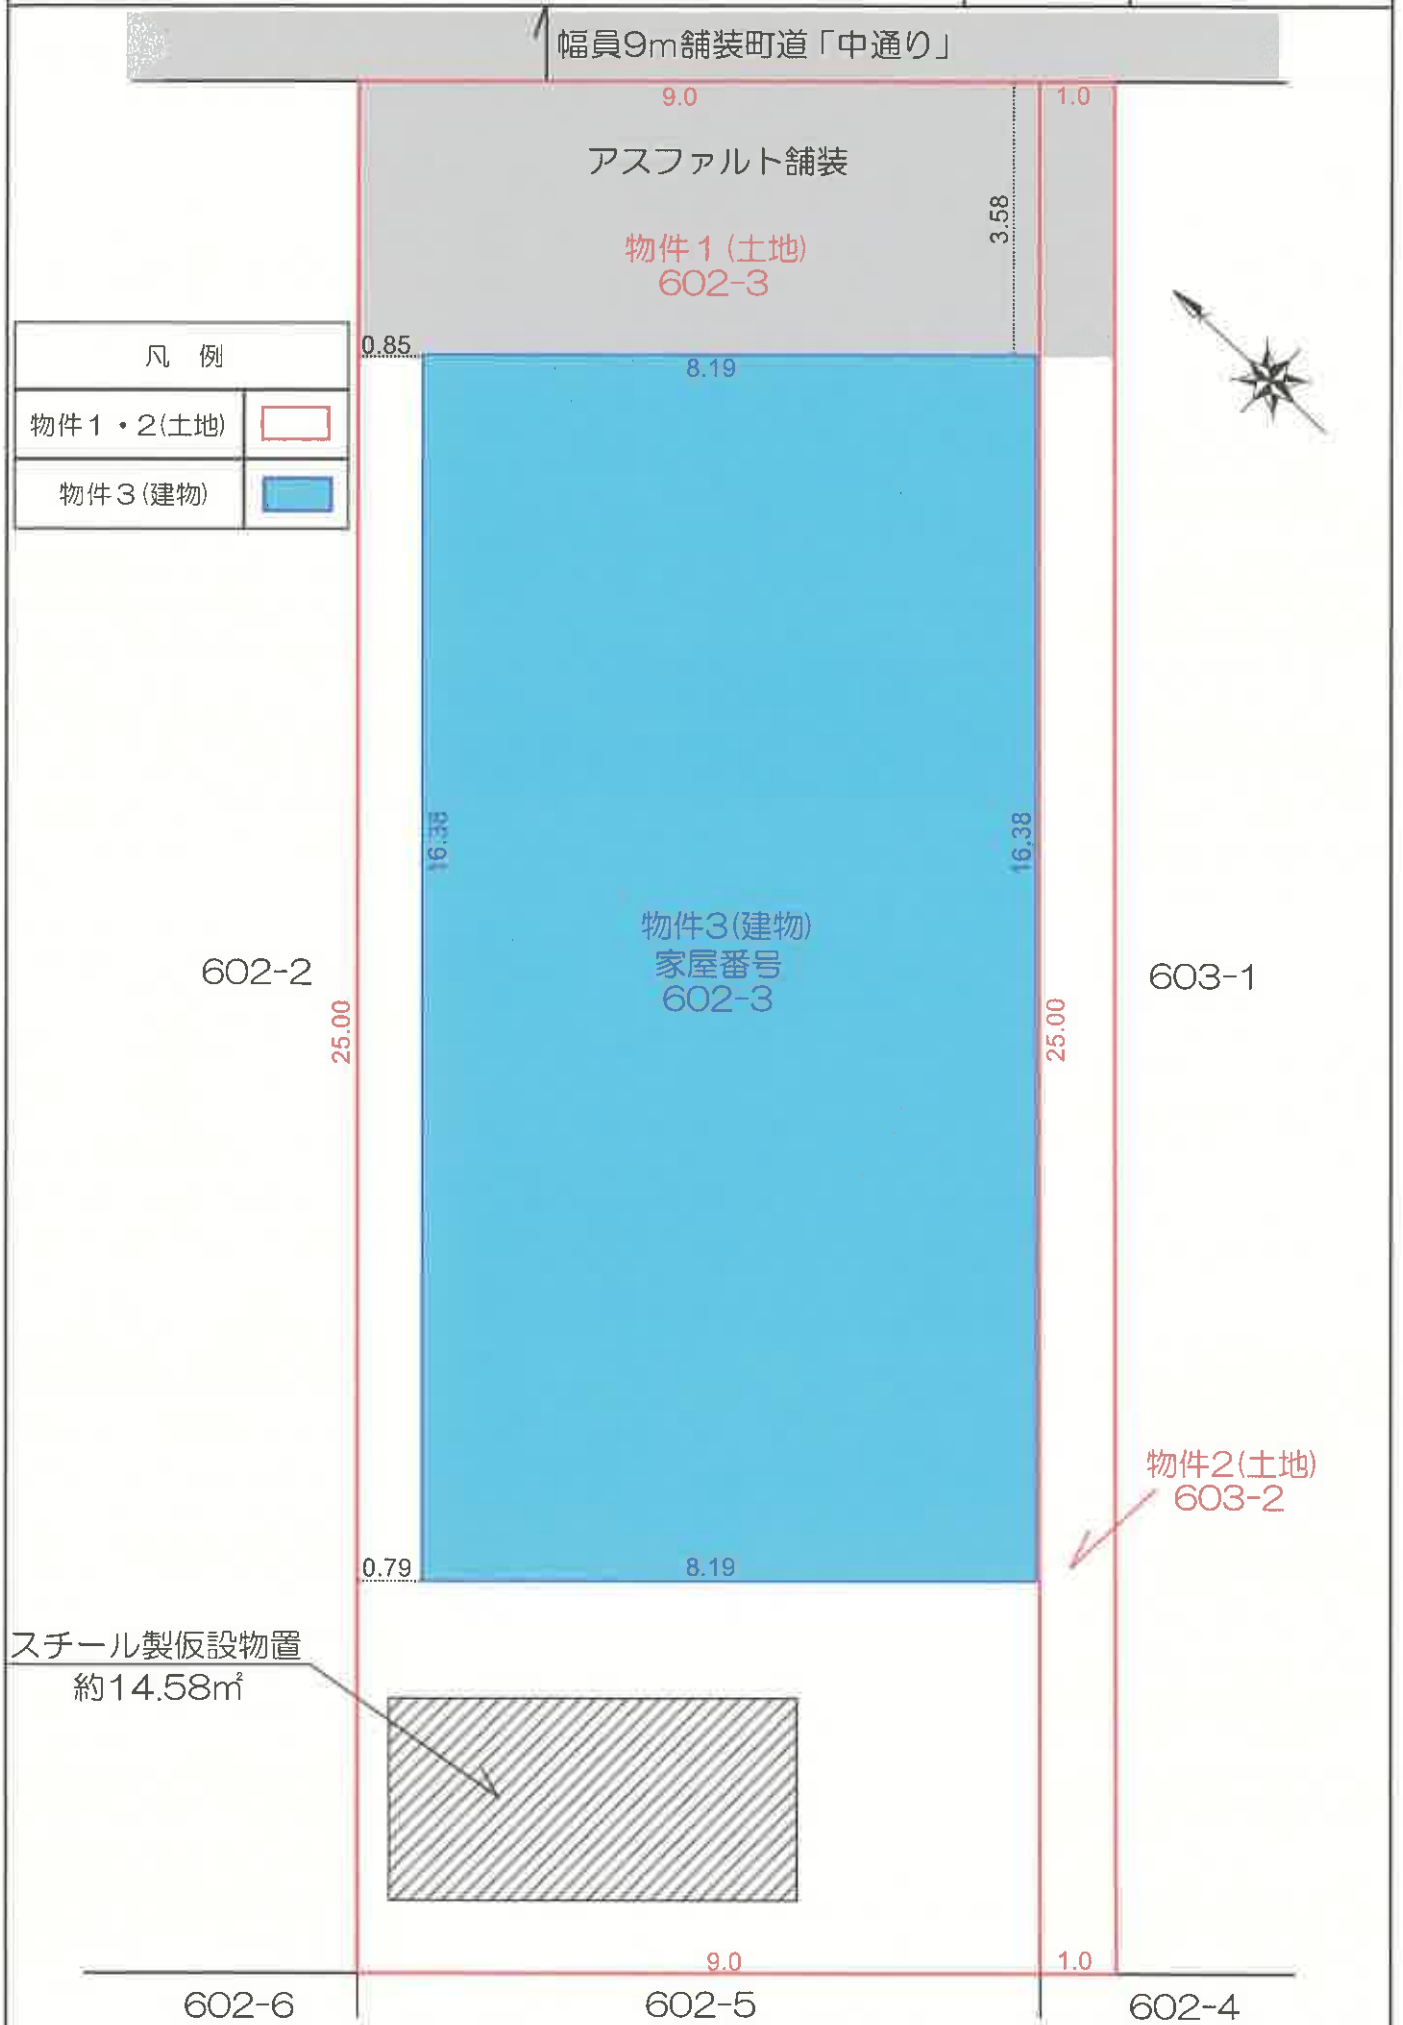 幅員9m舗装町道「中通り」
9.0
1.0
アスファルト舗装
3.58
物件1(土地)
602-3
凡 例
物件1・2(土地)
物件3(建物)
0.85
8.19
16.38
16.38
物件3(建物)
家屋番号
602-3
602-2
603-1
25.00
25.00
物件2(土地)
603-2
0.79
8.19
スチール製仮設物置
約14.58㎡
9.0
1.0
602-6
602-5
602-4